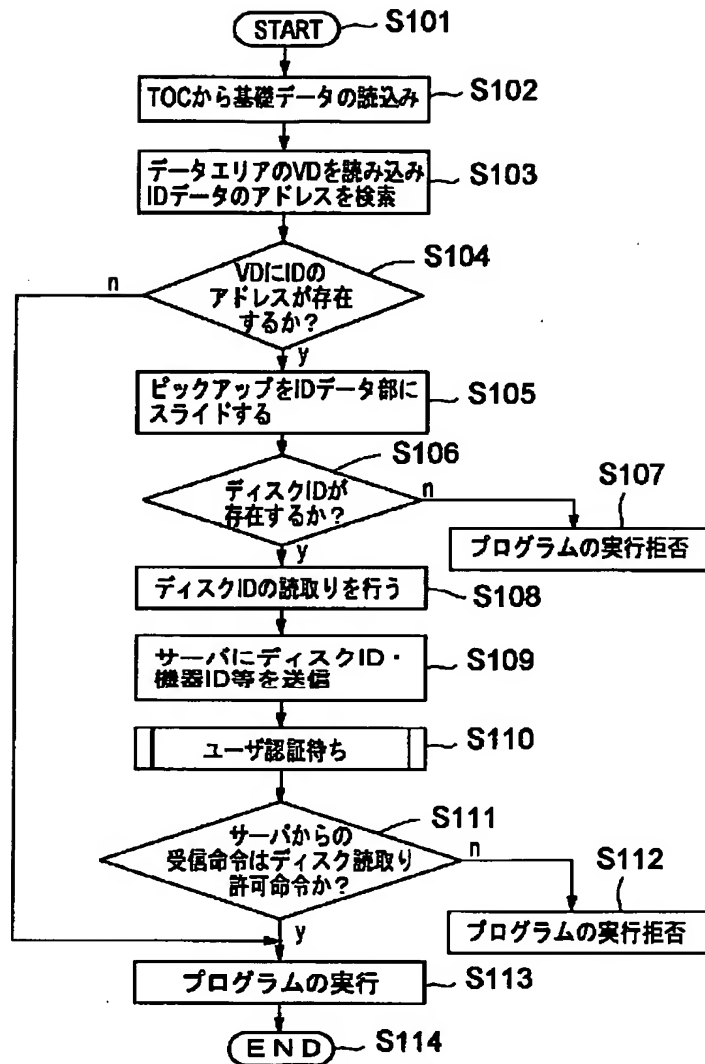 START
S101
TOCから基礎データの読込み
S102
データエリアのVDを読み込み
IDデータのアドレスを検索
S103
S104
VDにIDの
アドレスが存在
するか?
n
y
ピックアップをIDデータ部に
スライドする
S105
S106
ディスクIDが
存在するか?
n
y
S107
プログラムの実行拒否
ディスクIDの読取りを行う
S108
サーバにディスクID・
機器ID等を送信
S109
ユーザ認証待ち
S110
S111
サーバからの
受信命令はディスク読取り
許可命令か?
n
y
S112
プログラムの実行拒否
プログラムの実行
S113
END
S114